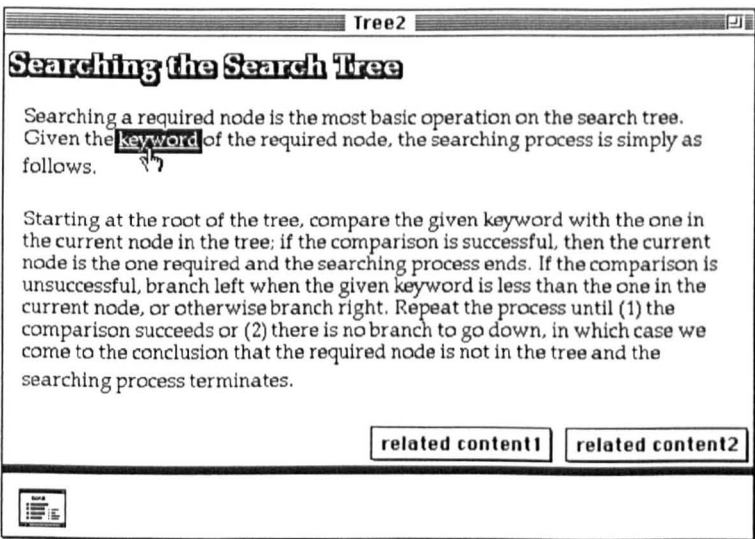 Tree2
Searching the Search Tree
Searching a required node is the most basic operation on the search tree.
Given the keyword of the required node, the searching process is simply as
follows.
Starting at the root of the tree, compare the given keyword with the one in
the current node in the tree; if the comparison is successful, then the current
node is the one required and the searching process ends. If the comparison is
unsuccessful, branch left when the given keyword is less than the one in the
current node, or otherwise branch right. Repeat the process until (1) the
comparison succeeds or (2) there is no branch to go down, in which case we
come to the conclusion that the required node is not in the tree and the
searching process terminates.
related content1
related content2